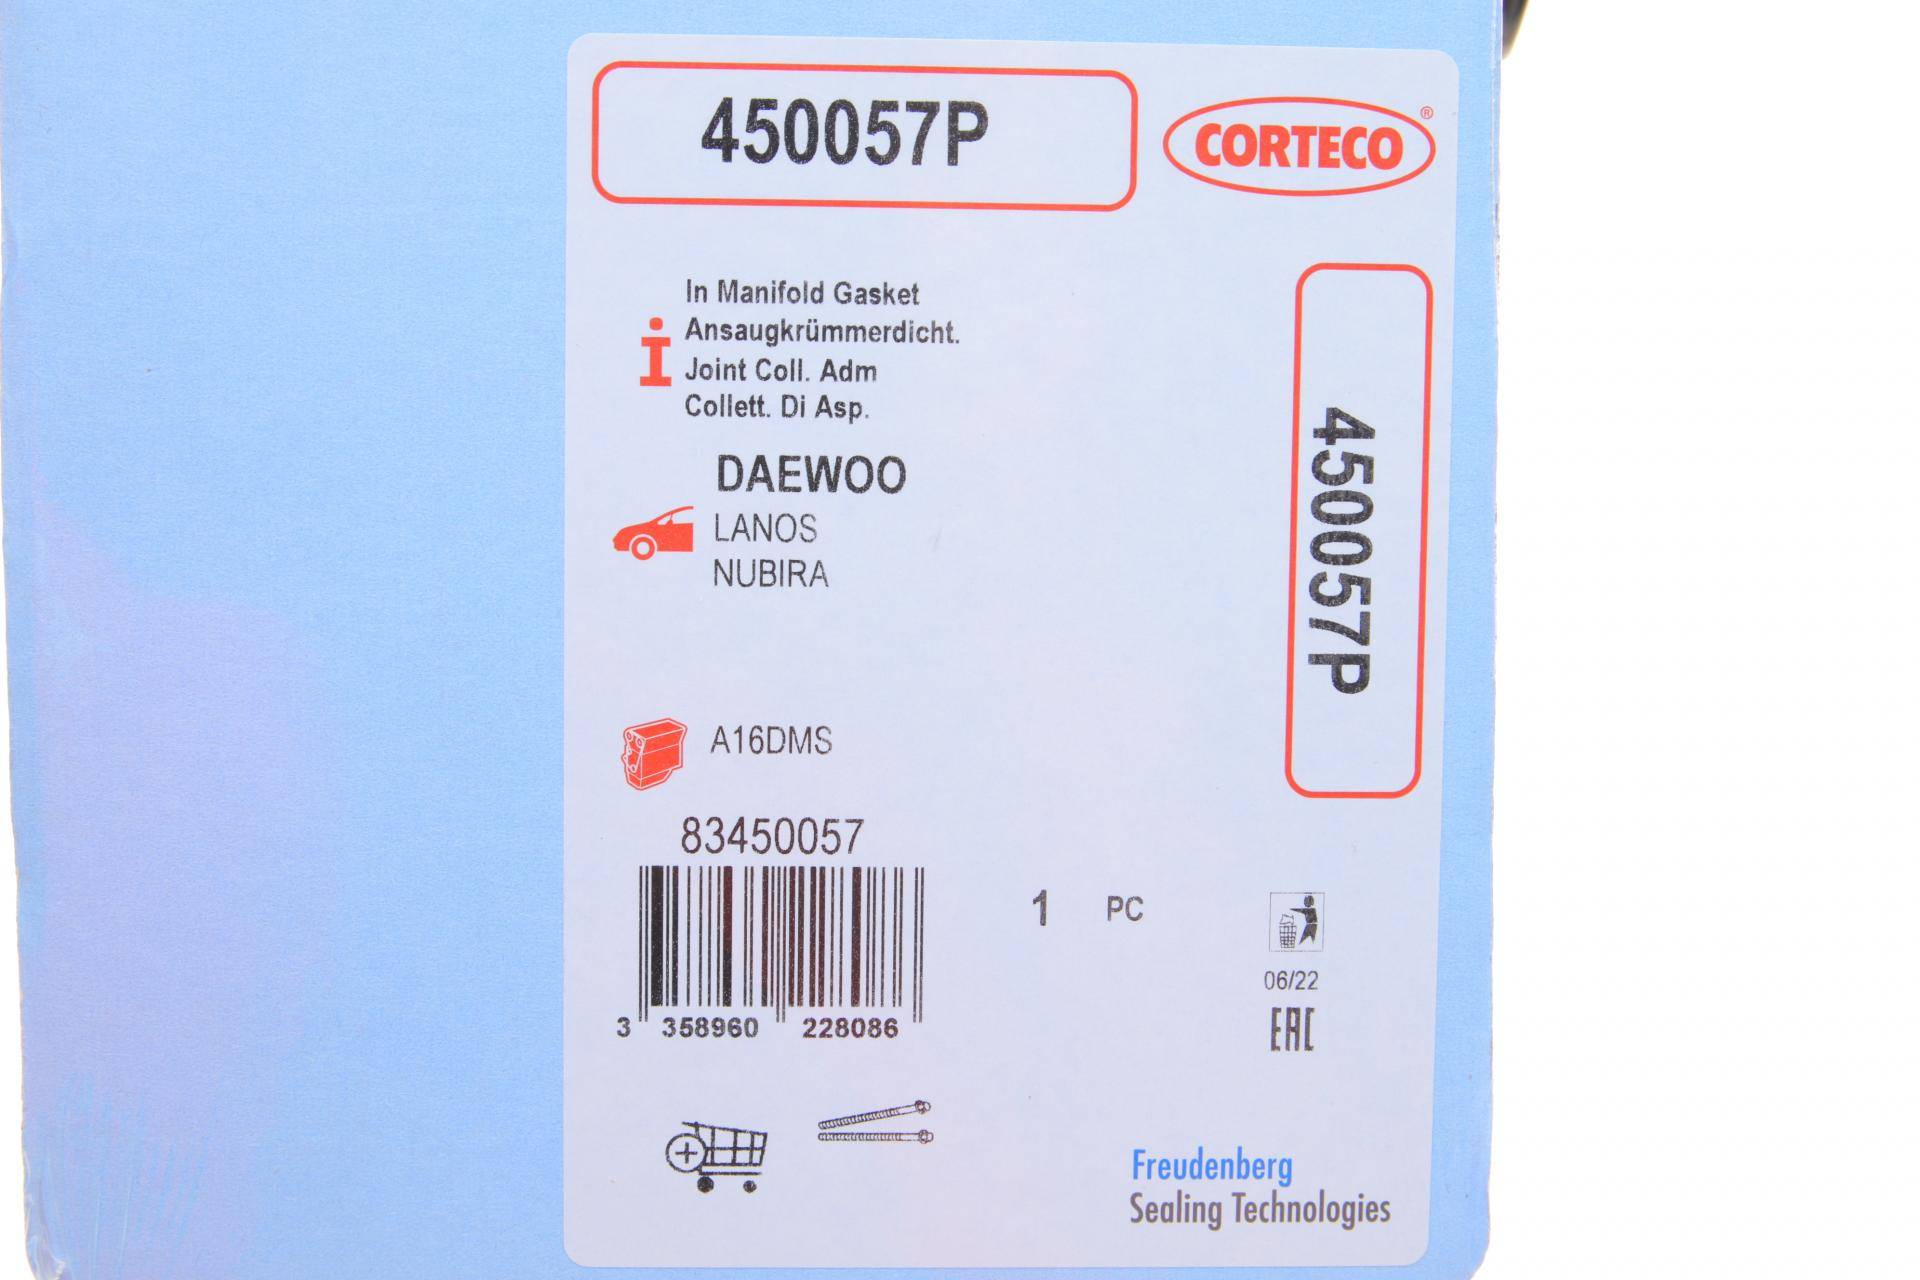 450057P
CORTECO®
In Manifold Gasket
Ansaugkrümmerdicht.
Joint Coll. Adm
Collett. Di Asp.
450057P
DAEWOO
LANOS
NUBIRA
A16DMS
83450057
1 PC
3 358960 228086
06/22
EAC
Freudenberg
Sealing Technologies